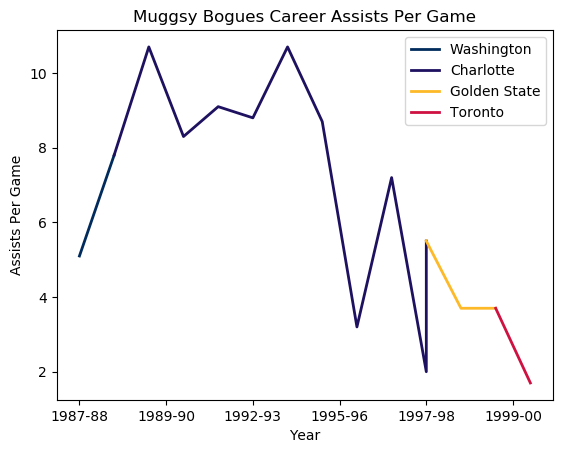 Muggsy Bogues Career Assists Per Game
Washington
Charlotte
Golden State
Toronto
Assists Per Game
10
8
6
4
2
1987-88 1989-90 1992-93 1995-96 1997-98 1999-00
Year